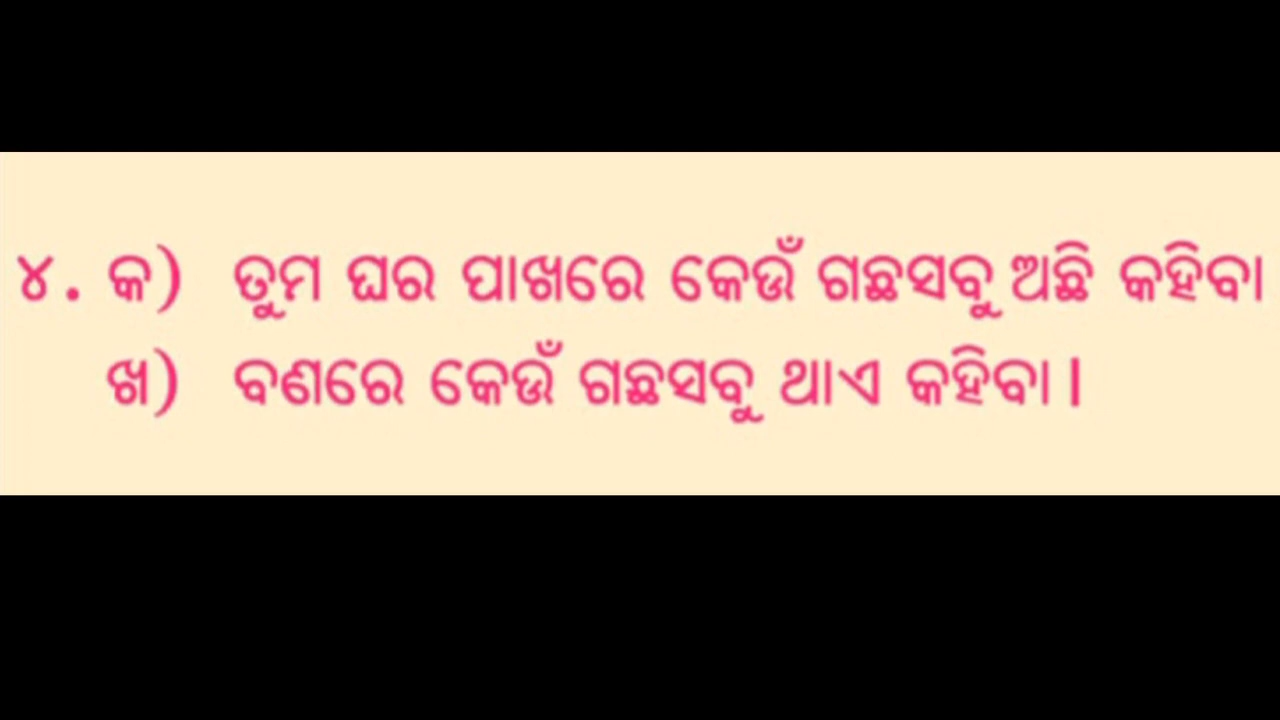 ୪. କ) ତୁମ ଘର ପାଖରେ କେଉଁ ଗଛସବୁ ଅଛି କହିବା
ଖ) ବଣରେ କେଉଁ ଗଛସବୁ ଥାଏ କହିବା।